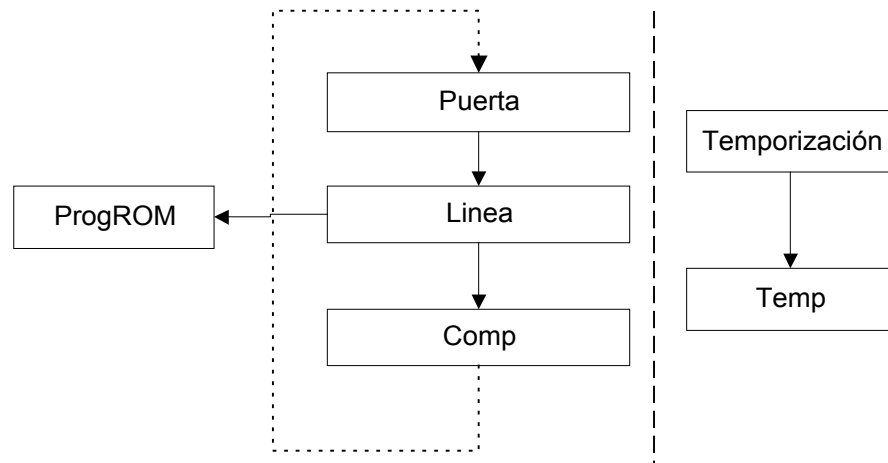 Puerta
Temporización
ProgROM
Linea
Temp
Comp